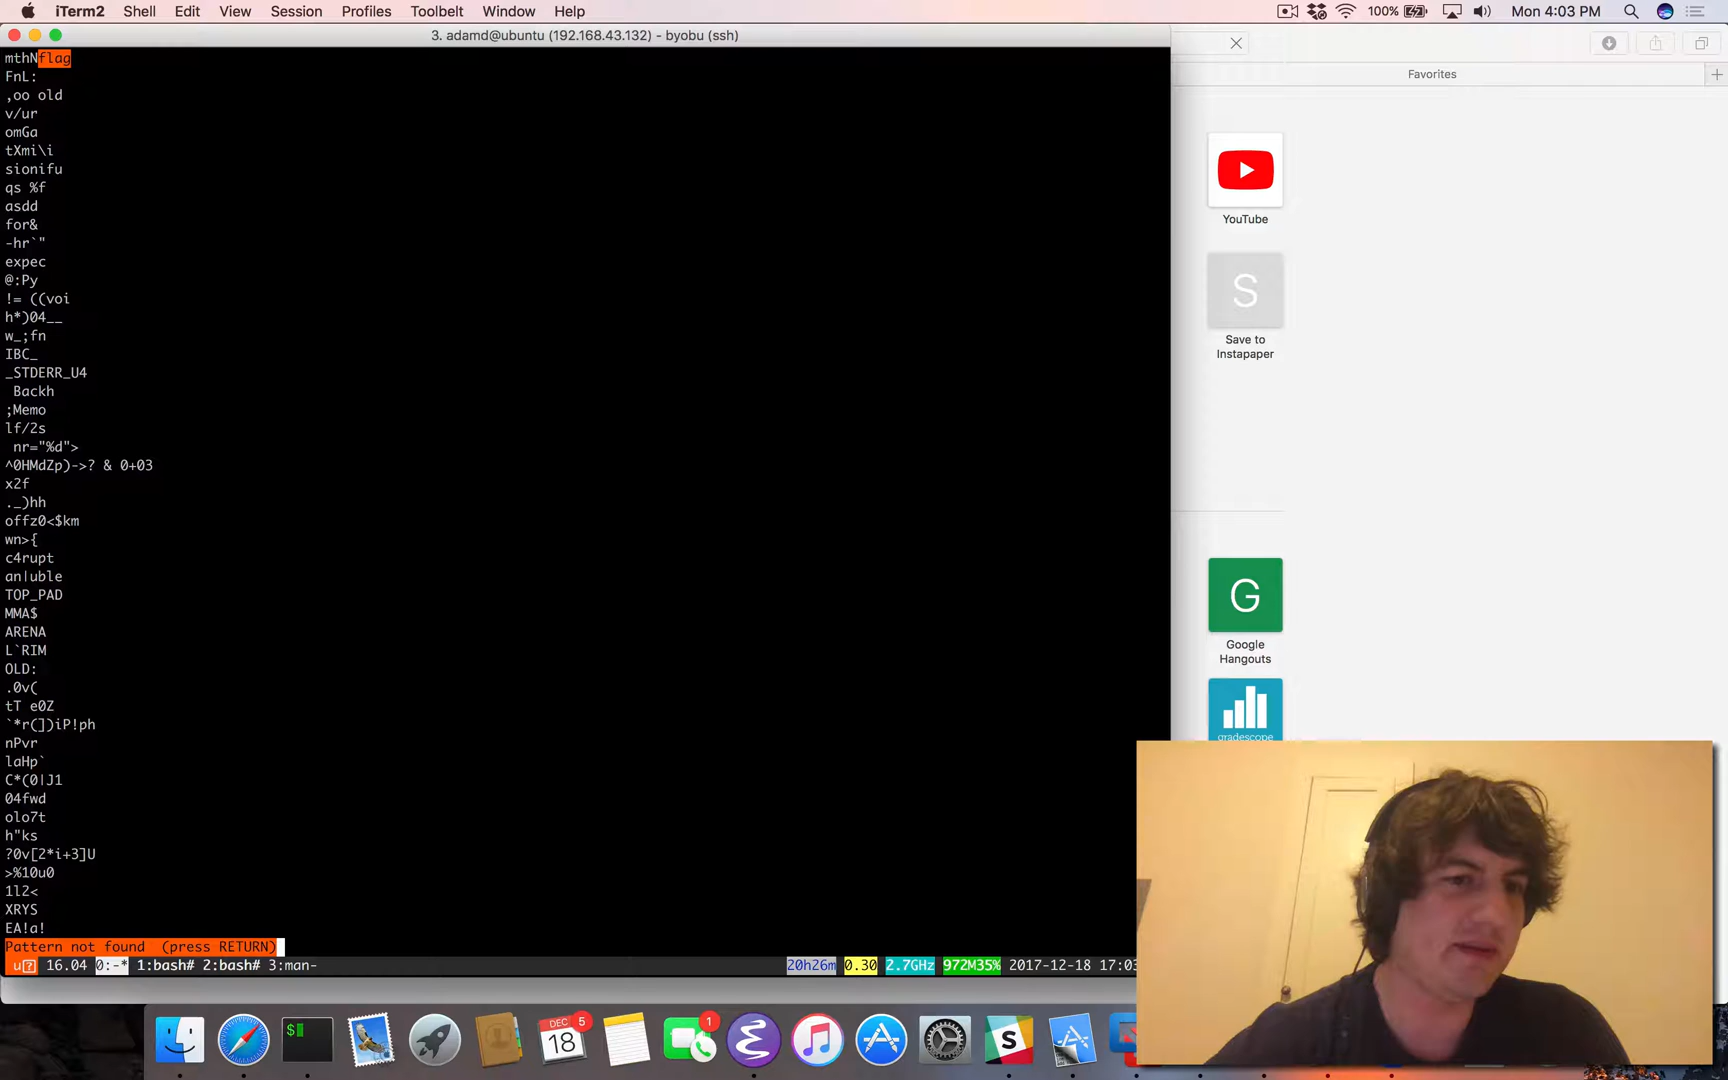 iTerm2 Shell Edit View Session Profiles Toolbelt Window Help 100% Mon 4:03 PM
3. adamd@ubuntu (192.168.43.132) - byobu (ssh)
Favorites
mthNflag
FnL:
,oo old
v/ur
omGa
tXmi\i
sionifu
qs %f
asdd
for&
-hr`"
expec
@:Py
!= ((voi
h*)04__
w_;fn
IBC_
_STDERR_U4
Backh
;Memo
lf/2s
nr="%d">
^0HMdZp)->? & 0+03
x2f
._)hh
offz0<$km
wn>{
c4rupt
an|uble
TOP_PAD
MMA$
ARENA
L`RIM
OLD:
.0v(
tT e0Z
`*r(])iP!ph
nPvr
laHp`
C*(0|J1
04fwd
olo7t
h"ks
?0v[2*i+3]U
>%10u0
1l2<
XRYS
EA!a!
Pattern not found (press RETURN)
u? 16.04 0:-* 1:bash# 2:bash# 3:man- 20h26m 0.30 2.7GHz 972M35% 2017-12-18 17:03
YouTube
S
Save to
Instapaper
G
Google
Hangouts
gradescope
DEC
18
5
1
$
S